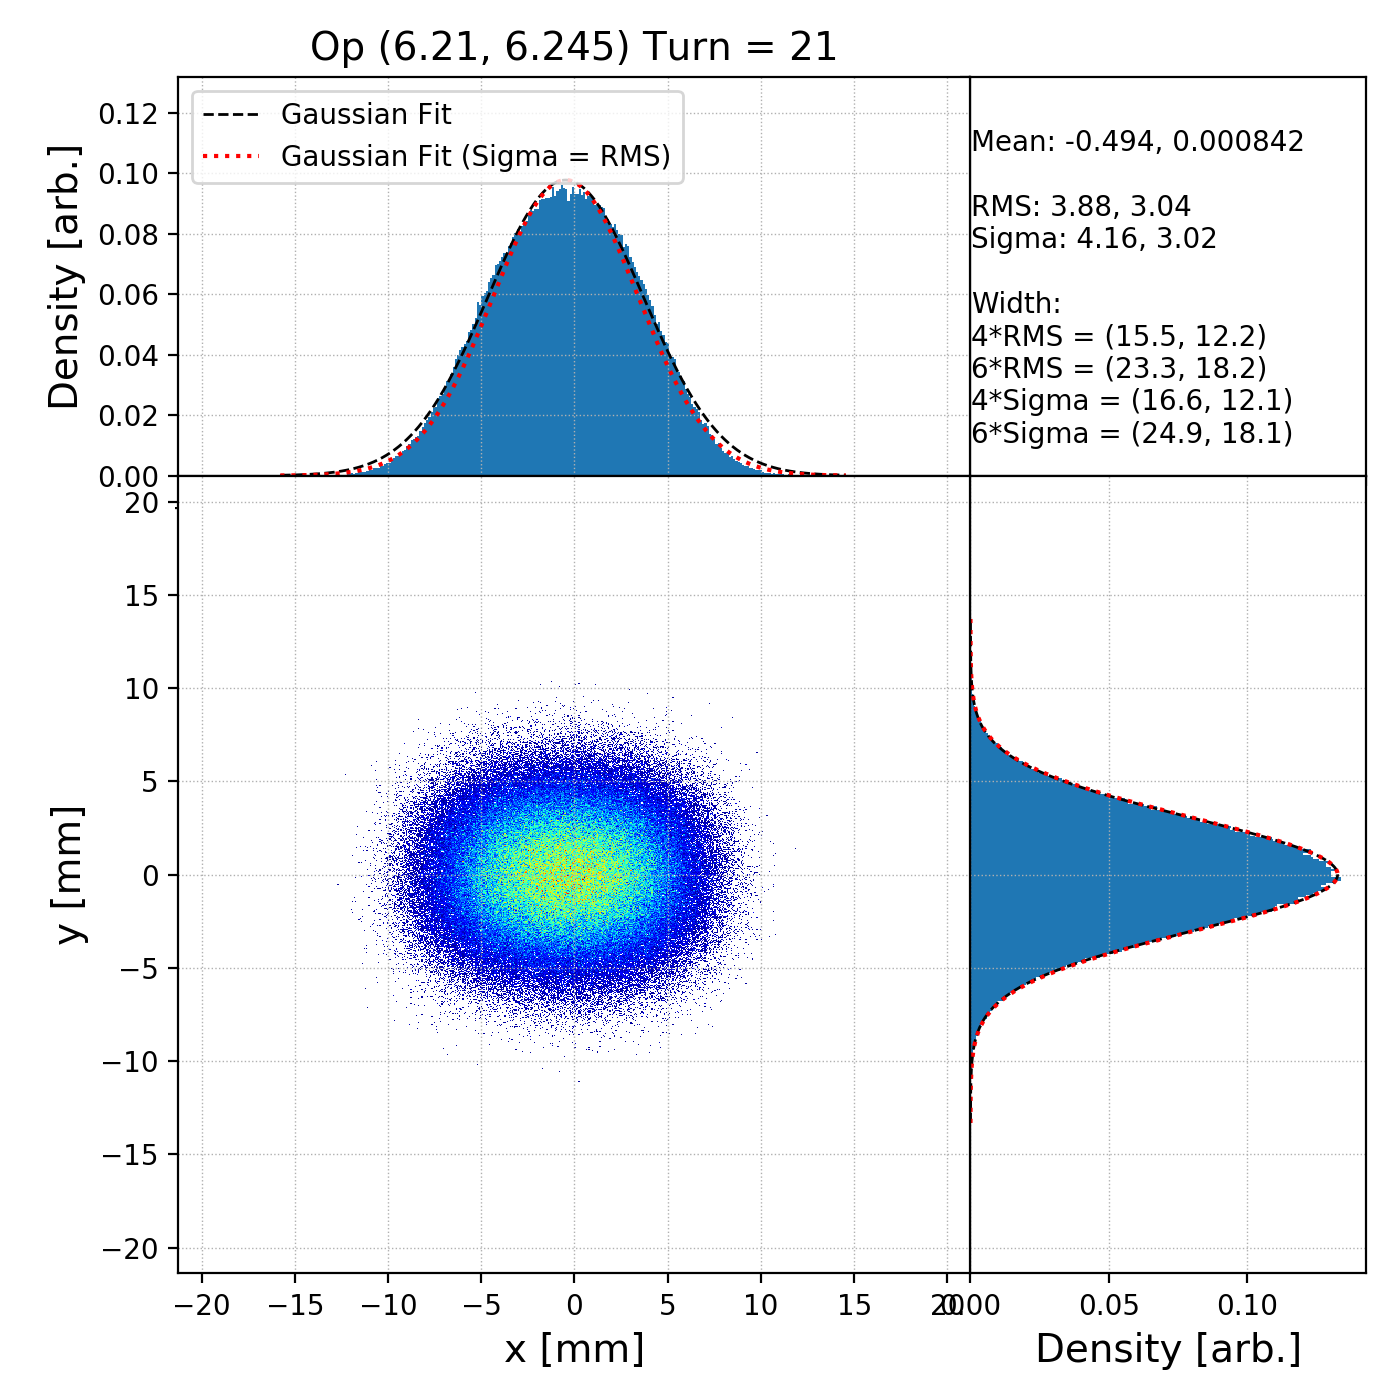 Op (6.21, 6.245) Turn = 21
Gaussian Fit
Gaussian Fit (Sigma = RMS)
0.12
0.10
0.08
0.06
0.04
0.02
0.00
Density [arb.]
Mean: -0.494, 0.000842
RMS: 3.88, 3.04
Sigma: 4.16, 3.02
Width:
4*RMS = (15.5, 12.2)
6*RMS = (23.3, 18.2)
4*Sigma = (16.6, 12.1)
6*Sigma = (24.9, 18.1)
20
15
10
5
0
−5
−10
−15
−20
y [mm]
−20 −15 −10 −5 0 5 10 15 20
x [mm]
0.00 0.05 0.10
Density [arb.]